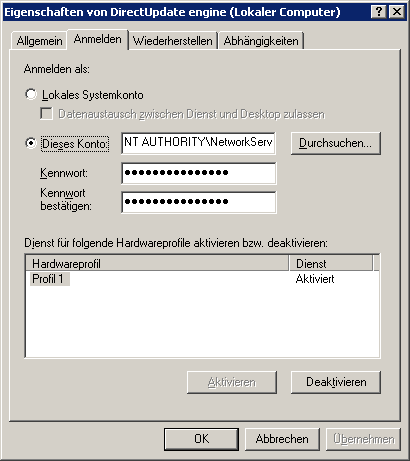 Eigenschaften von DirectUpdate engine (Lokaler Computer)
Allgemein Anmelden Wiederherstellen Abhängigkeiten
Anmelden als:
Lokales Systemkonto
Datenaustausch zwischen Dienst und Desktop zulassen
Dieses Konto: NT AUTHORITY\NetworkServ Durchsuchen...
Kennwort: ●●●●●●●●●●●●●●●
Kennwort
bestätigen: ●●●●●●●●●●●●●●●
Dienst für folgende Hardwareprofile aktivieren bzw. deaktivieren:
Hardwareprofil Dienst
Profil 1 Aktiviert
Aktivieren Deaktivieren
OK Abbrechen Übernehmen